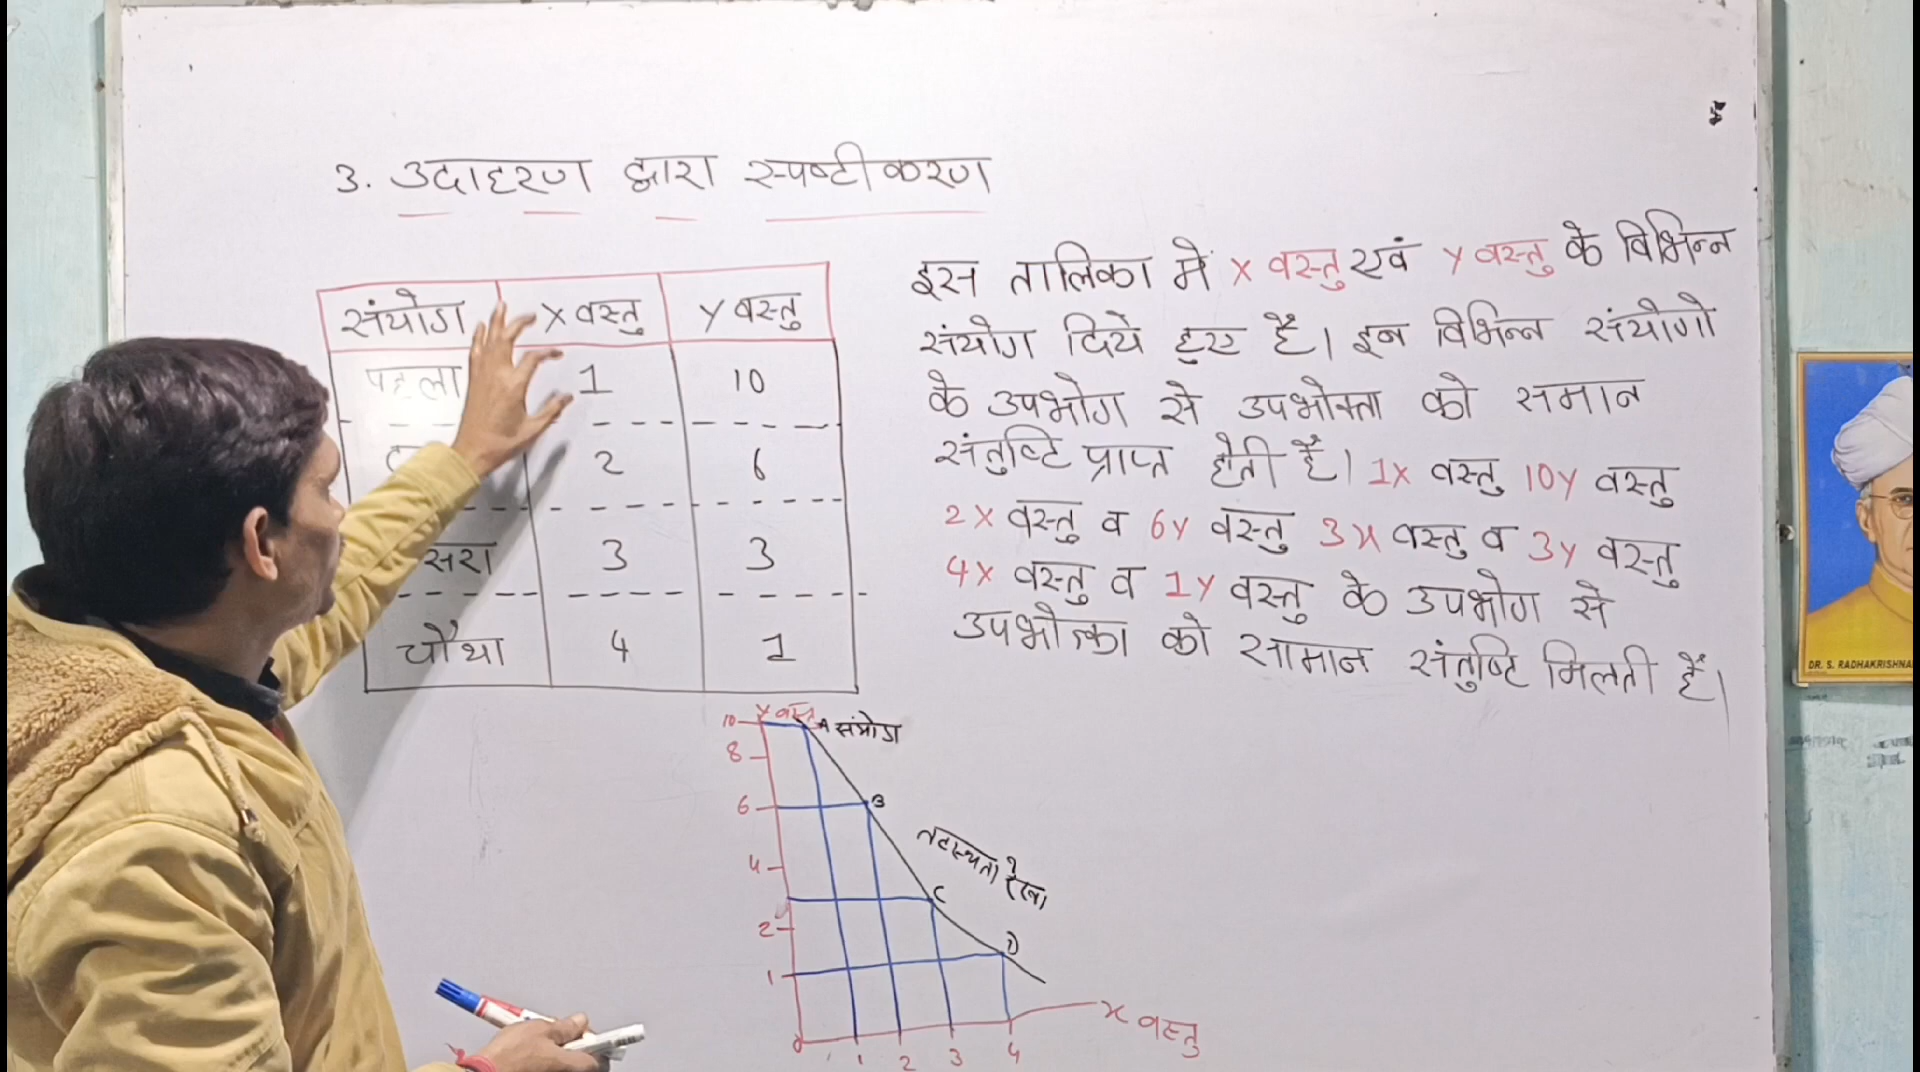 3. उदाहरण द्वारा स्पष्टीकरण
संयोग X वस्तु Y वस्तु
पहला 1 10
2 6
सरा 3 3
चौथा 4 1
इस तालिका में X वस्तु एवं Y वस्तु के विभिन्न
संयोग दिये हुए हैं। इन विभिन्न संयोगो
के उपभोग से उपभोक्ता को समान
संतुष्टि प्राप्त होती हैं। 1X वस्तु 10Y वस्तु
2X वस्तु व 6Y वस्तु 3X वस्तु व 3Y वस्तु
4X वस्तु व 1Y वस्तु के उपभोग से
उपभोक्ता को सामान संतुष्टि मिलती हैं।
Y वस्तु
10 A संयोग
8
6 B
4
तटस्थता रेखा
C
2
D
1
X वस्तु
1 2 3 4
DR. S. RADHAKRISHNA